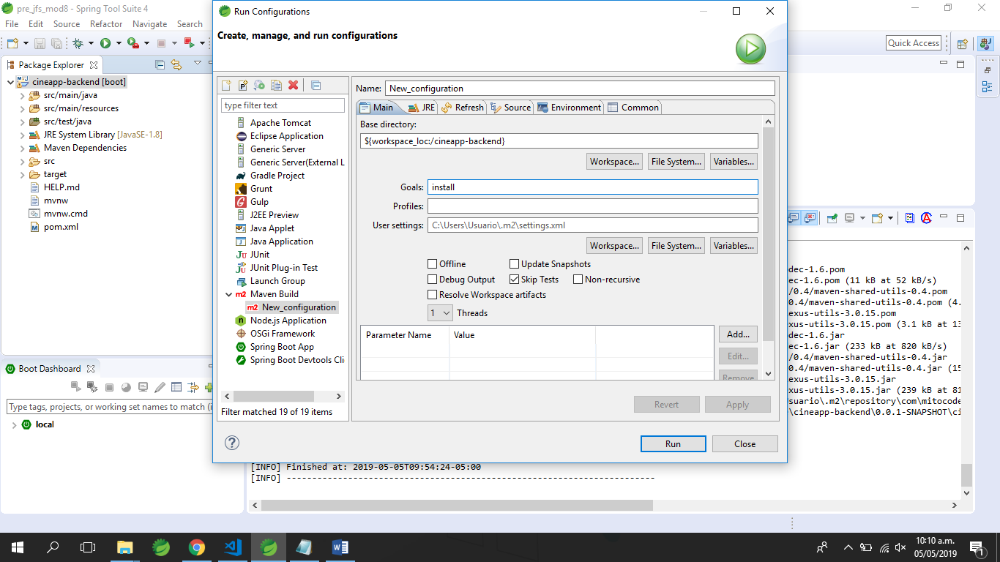 pre_jfs_mod8 - Spring Tool Suite 4
File Edit Source Refactor Navigate Search
Quick Access
Package Explorer
cineapp-backend [boot]
src/main/java
src/main/resources
src/test/java
JRE System Library [JavaSE-1.8]
Maven Dependencies
src
target
HELP.md
mvnw
mvnw.cmd
pom.xml
Boot Dashboard
Type tags, projects, or working set names to match (i
local
Run Configurations
Create, manage, and run configurations
type filter text
Apache Tomcat
Eclipse Application
Generic Server
Generic Server(External L
Gradle Project
Grunt
Gulp
J2EE Preview
Java Applet
Java Application
JUnit
JUnit Plug-in Test
Launch Group
Maven Build
New_configuration
Node.js Application
OSGi Framework
Spring Boot App
Spring Boot Devtools Cli
Filter matched 19 of 19 items
Name: New_configuration
Main JRE Refresh Source Environment Common
Base directory:
${workspace_loc:/cineapp-backend}
Workspace... File System... Variables...
Goals: install
Profiles:
User settings: C:\Users\Usuario\.m2\settings.xml
Workspace... File System... Variables...
Offline Update Snapshots
Debug Output Skip Tests Non-recursive
Resolve Workspace artifacts
1 Threads
Parameter Name Value
Add...
Edit...
Remove
Revert Apply
Run Close
dec-1.6.pom
dec-1.6.pom (11 kB at 52 kB/s)
/0.4/maven-shared-utils-0.4.pom
/0.4/maven-shared-utils-0.4.pom (4.
exus-utils-3.0.15.pom
exus-utils-3.0.15.pom (3.1 kB at 13
dec-1.6.jar
dec-1.6.jar (233 kB at 820 kB/s)
/0.4/maven-shared-utils-0.4.jar
/0.4/maven-shared-utils-0.4.jar (15
exus-utils-3.0.15.jar
exus-utils-3.0.15.jar (239 kB at 81
suario\.m2\repository\com\mitocode
\cineapp-backend\0.0.1-SNAPSHOT\ci
[INFO] Finished at: 2019-05-05T09:54:24-05:00
[INFO] ------------------------------------------------------------------------
10:10 a.m.
05/05/2019
1